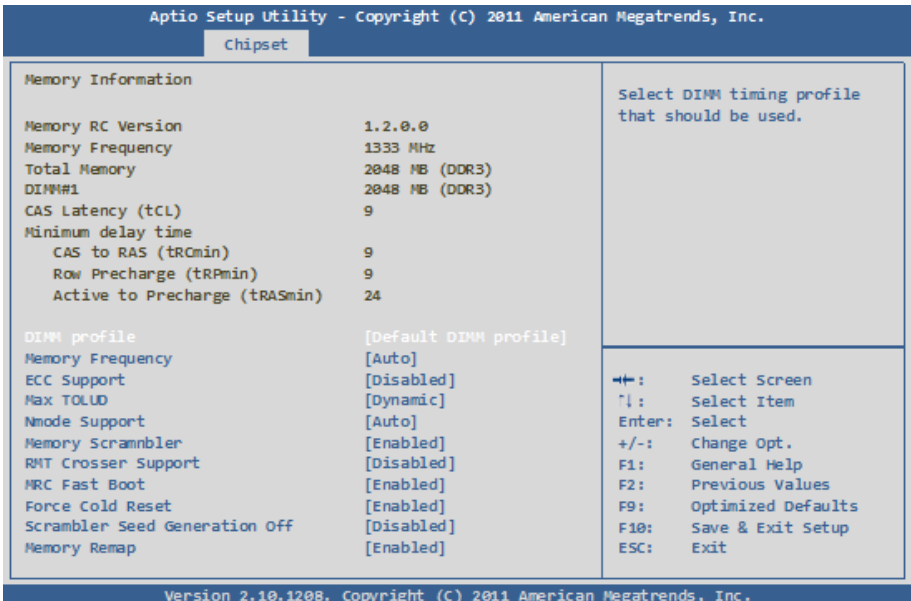 Aptio Setup Utility - Copyright (C) 2011 American Megatrends, Inc.
Chipset
Memory Information
Memory RC Version 1.2.0.0
Memory Frequency 1333 MHz
Total Memory 2048 MB (DDR3)
DIMM#1 2048 MB (DDR3)
CAS Latency (tCL) 9
Minimum delay time
CAS to RAS (tRCmin) 9
Row Precharge (tRPmin) 9
Active to Precharge (tRASmin) 24
DIMM profile [Default DIMM profile]
Memory Frequency [Auto]
ECC Support [Disabled]
Max TOLUD [Dynamic]
Nmode Support [Auto]
Memory Scramnbler [Enabled]
RMT Crosser Support [Disabled]
MRC Fast Boot [Enabled]
Force Cold Reset [Enabled]
Scrambler Seed Generation Off [Disabled]
Memory Remap [Enabled]
Select DIMM timing profile
that should be used.
→←: Select Screen
↑↓: Select Item
Enter: Select
+/-: Change Opt.
F1: General Help
F2: Previous Values
F9: Optimized Defaults
F10: Save & Exit Setup
ESC: Exit
Version 2.10.1208. Copyright (C) 2011 American Megatrends, Inc.